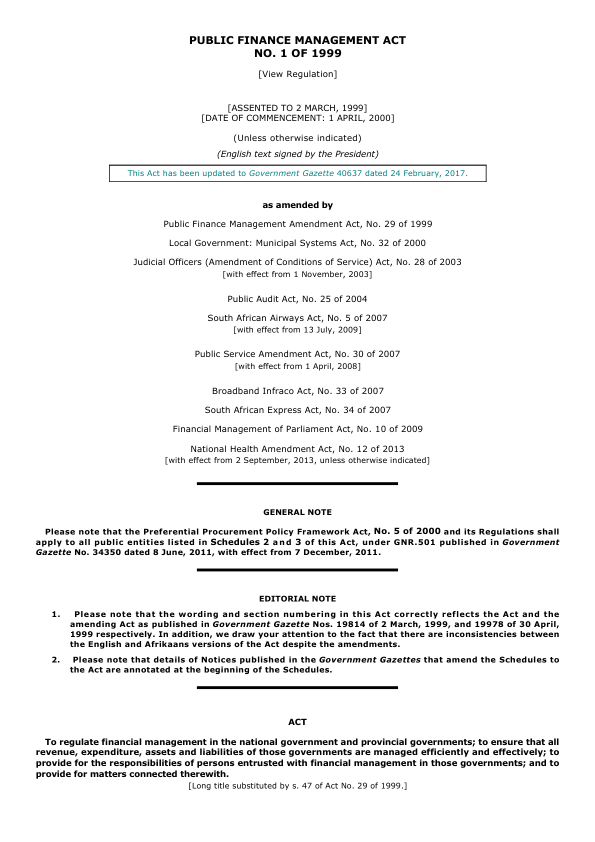 PUBLIC FINANCE MANAGEMENT ACT
NO. 1 OF 1999
[View Regulation]
[ASSENTED TO 2 MARCH, 1999]
[DATE OF COMMENCEMENT: 1 APRIL, 2000]
(Unless otherwise indicated)
(English text signed by the President)
This Act has been updated to Government Gazette 40637 dated 24 February, 2017.
as amended by
Public Finance Management Amendment Act, No. 29 of 1999
Local Government: Municipal Systems Act, No. 32 of 2000
Judicial Officers (Amendment of Conditions of Service) Act, No. 28 of 2003
[with effect from 1 November, 2003]
Public Audit Act, No. 25 of 2004
South African Airways Act, No. 5 of 2007
[with effect from 13 July, 2009]
Public Service Amendment Act, No. 30 of 2007
[with effect from 1 April, 2008]
Broadband Infraco Act, No. 33 of 2007
South African Express Act, No. 34 of 2007
Financial Management of Parliament Act, No. 10 of 2009
National Health Amendment Act, No. 12 of 2013
[with effect from 2 September, 2013, unless otherwise indicated]
GENERAL NOTE
Please note that the Preferential Procurement Policy Framework Act, No. 5 of 2000 and its Regulations shall
apply to all public entities listed in Schedules 2 and 3 of this Act, under GNR.501 published in Government
Gazette No. 34350 dated 8 June, 2011, with effect from 7 December, 2011.
EDITORIAL NOTE
1. Please note that the wording and section numbering in this Act correctly reflects the Act and the
amending Act as published in Government Gazette Nos. 19814 of 2 March, 1999, and 19978 of 30 April,
1999 respectively. In addition, we draw your attention to the fact that there are inconsistencies between
the English and Afrikaans versions of the Act despite the amendments.
2. Please note that details of Notices published in the Government Gazettes that amend the Schedules to
the Act are annotated at the beginning of the Schedules.
ACT
To regulate financial management in the national government and provincial governments; to ensure that all
revenue, expenditure, assets and liabilities of those governments are managed efficiently and effectively; to
provide for the responsibilities of persons entrusted with financial management in those governments; and to
provide for matters connected therewith.
[Long title substituted by s. 47 of Act No. 29 of 1999.]